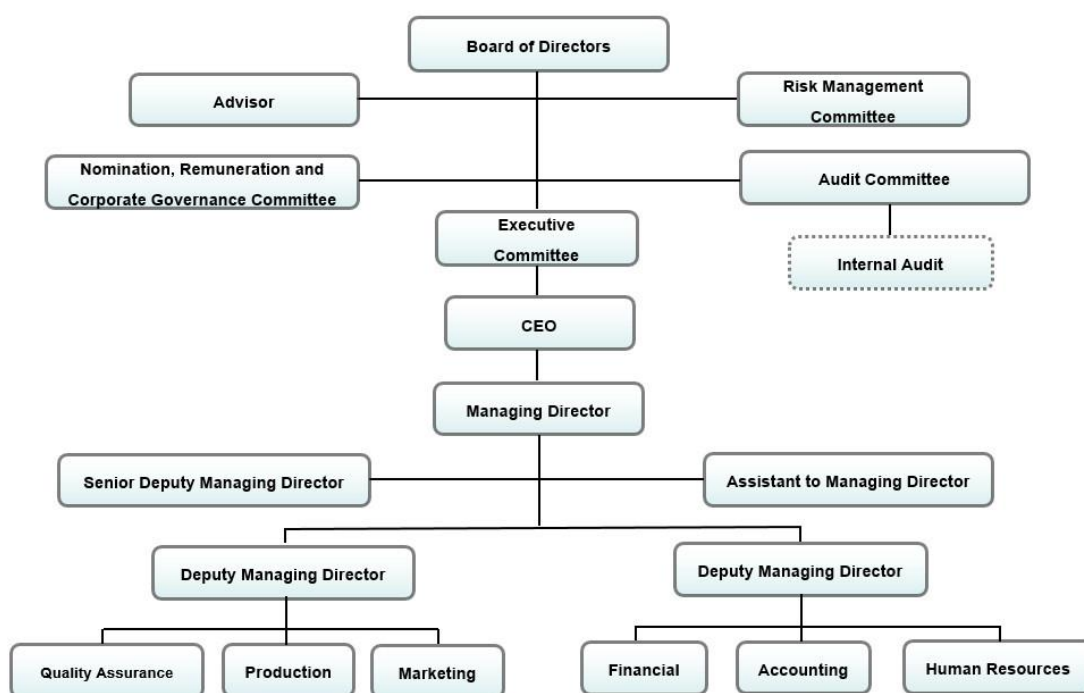 Board of Directors
Advisor
Risk Management
Committee
Nomination, Remuneration and
Corporate Governance Committee
Audit Committee
Executive
Committee
Internal Audit
CEO
Managing Director
Senior Deputy Managing Director
Assistant to Managing Director
Deputy Managing Director
Deputy Managing Director
Quality Assurance
Production
Marketing
Financial
Accounting
Human Resources